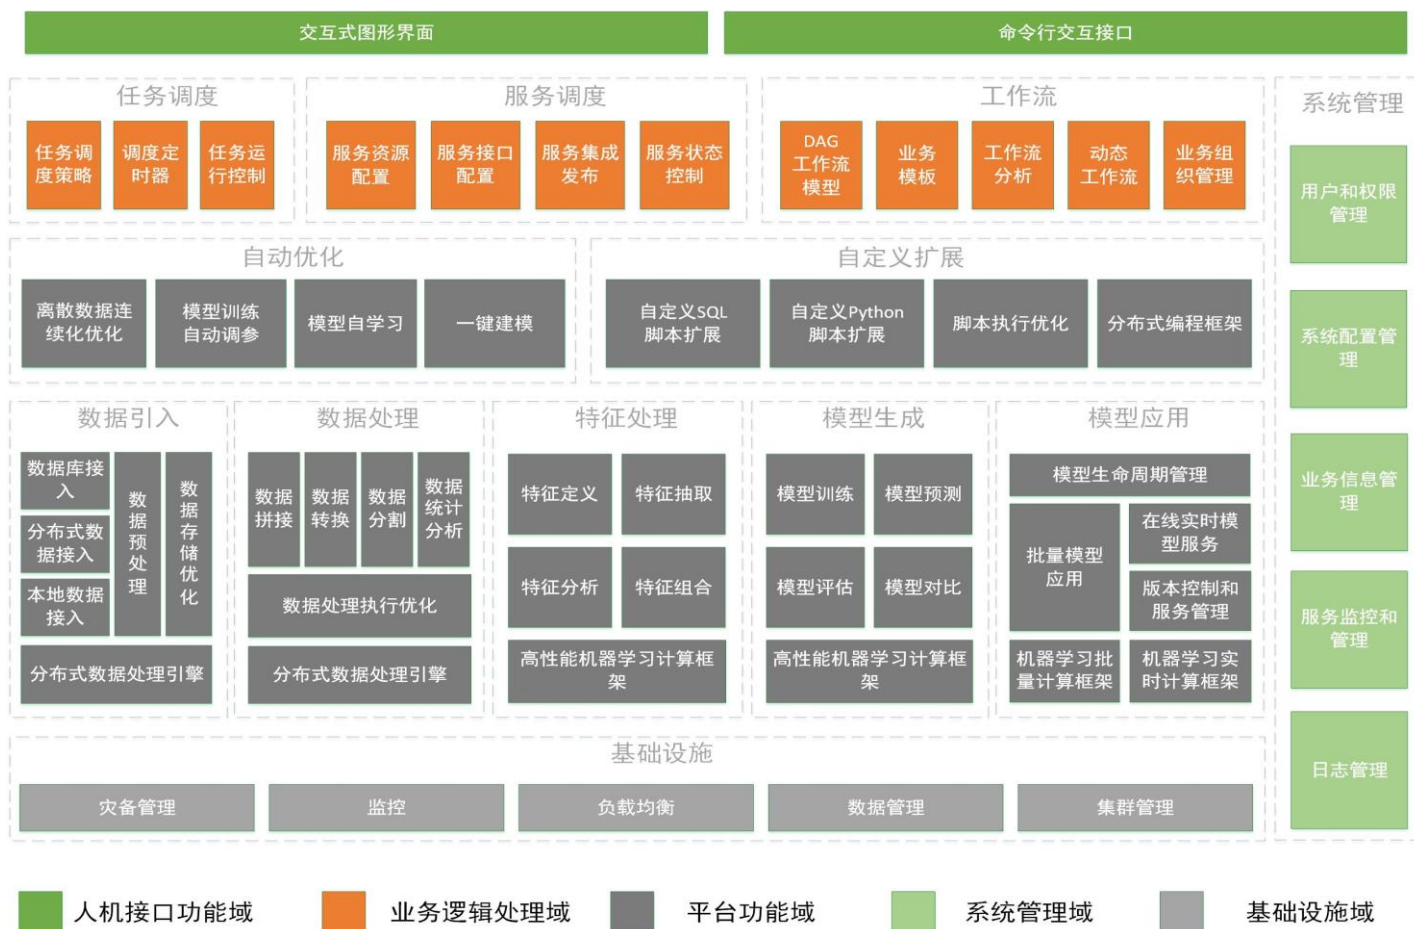 交互式图形界面
命令行交互接口
任务调度
任务调
度策略
调度定
时器
任务运
行控制
服务调度
服务资源
配置
服务接口
配置
服务集成
发布
服务状态
控制
工作流
DAG
工作流
模型
业务
模板
工作流
分析
动态
工作流
业务组
织管理
系统管理
用户和权限
管理
系统配置管
理
业务信息管
理
服务监控和
管理
日志管理
自动优化
离散数据连
续化优化
模型训练
自动调参
模型自学习
一键建模
自定义扩展
自定义SQL
脚本扩展
自定义Python
脚本扩展
脚本执行优化
分布式编程框架
数据引入
数据库接
入
分布式数
据接入
本地数据
接入
数据预处理
数据存储优化
分布式数据处理引擎
数据处理
数据
拼接
数据
转换
数据
分割
数据
统计
分析
数据处理执行优化
分布式数据处理引擎
特征处理
特征定义
特征抽取
特征分析
特征组合
高性能机器学习计算框
架
模型生成
模型训练
模型预测
模型评估
模型对比
高性能机器学习计算框
架
模型应用
模型生命周期管理
批量模型
应用
在线实时模
型服务
版本控制和
服务管理
机器学习批
量计算框架
机器学习实
时计算框架
基础设施
灾备管理
监控
负载均衡
数据管理
集群管理
人机接口功能域
业务逻辑处理域
平台功能域
系统管理域
基础设施域